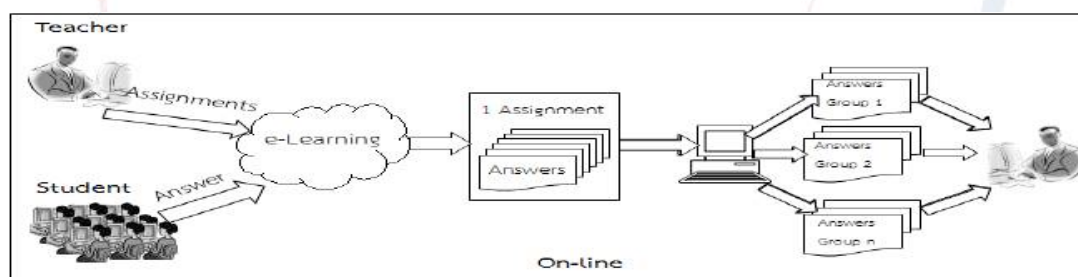 Teacher
Assignments
e-Learning
Student
Answer
1 Assignment
Answers
Answers
Group 1
Answers
Group 2
Answers
Group n
On-line